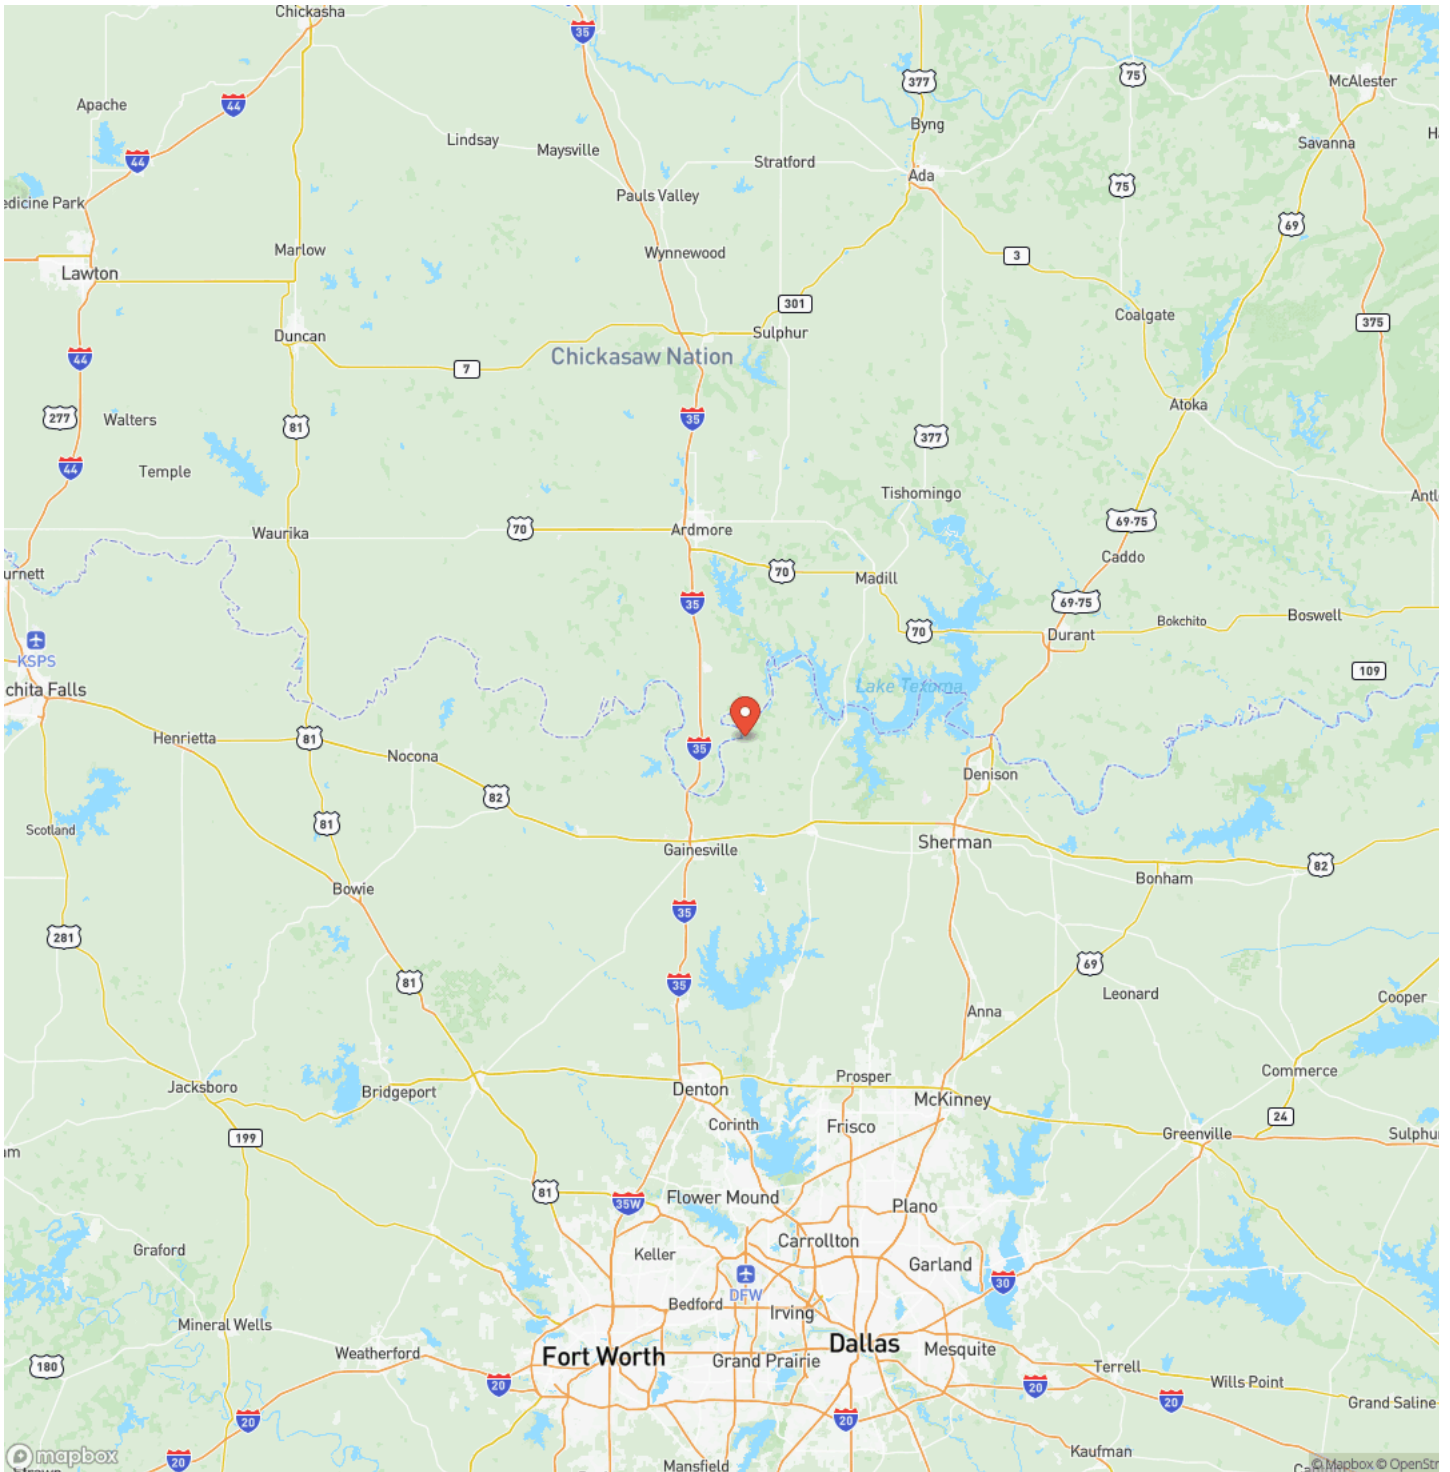 Chickasha
35
377
75
McAlester
Apache
44
Byng
Lindsay
Maysville
Savanna
44
Stratford
Ada
75
Pauls Valley
edicine Park
69
Marlow
Wynnewood
3
Lawton
301
Coalgate
375
Duncan
Sulphur
44
Chickasaw Nation
7
Atoka
277
Walters
81
35
377
44
Temple
Tishomingo
Antl
Waurika
70
Ardmore
69-75
Caddo
urnett
70
Madill
35
69-75
Boswell
Bokchito
70
Durant
KSPS
109
chita Falls
Lake Texoma
Henrietta
81
Nocona
35
Denison
82
Scotland
81
Gainesville
Sherman
82
Bowie
Bonham
35
281
69
81
35
Leonard
Cooper
Anna
Commerce
Jacksboro
Bridgeport
Denton
Prosper
McKinney
Corinth
Frisco
24
199
Greenville
Sulphu
am
81
35W
Flower Mound
Plano
Graford
Keller
Carrollton
Garland
DFW
30
Bedford
Irving
Mineral Wells
Weatherford
Fort Worth
Dallas
Mesquite
Grand Prairie
180
Terrell
20
20
Wills Point
20
Grand Saline
20
20
mapbox
20
Kaufman
Mansfield
© Mapbox © OpenStr